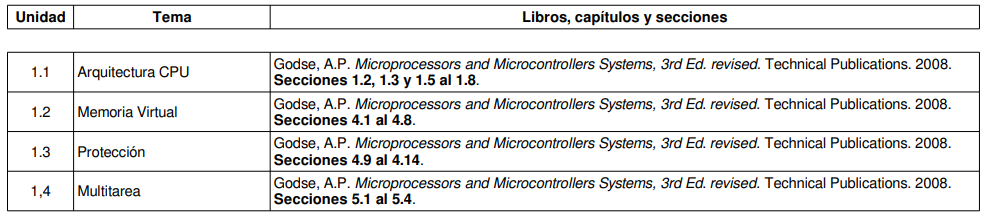 Unidad Tema Libros, capítulos y secciones
1.1 Arquitectura CPU Godse, A.P. Microprocessors and Microcontrollers Systems, 3rd Ed. revised. Technical Publications. 2008.
Secciones 1.2, 1.3 y 1.5 al 1.8.
1.2 Memoria Virtual Godse, A.P. Microprocessors and Microcontrollers Systems, 3rd Ed. revised. Technical Publications. 2008.
Secciones 4.1 al 4.8.
1.3 Protección Godse, A.P. Microprocessors and Microcontrollers Systems, 3rd Ed. revised. Technical Publications. 2008.
Secciones 4.9 al 4.14.
1,4 Multitarea Godse, A.P. Microprocessors and Microcontrollers Systems, 3rd Ed. revised. Technical Publications. 2008.
Secciones 5.1 al 5.4.